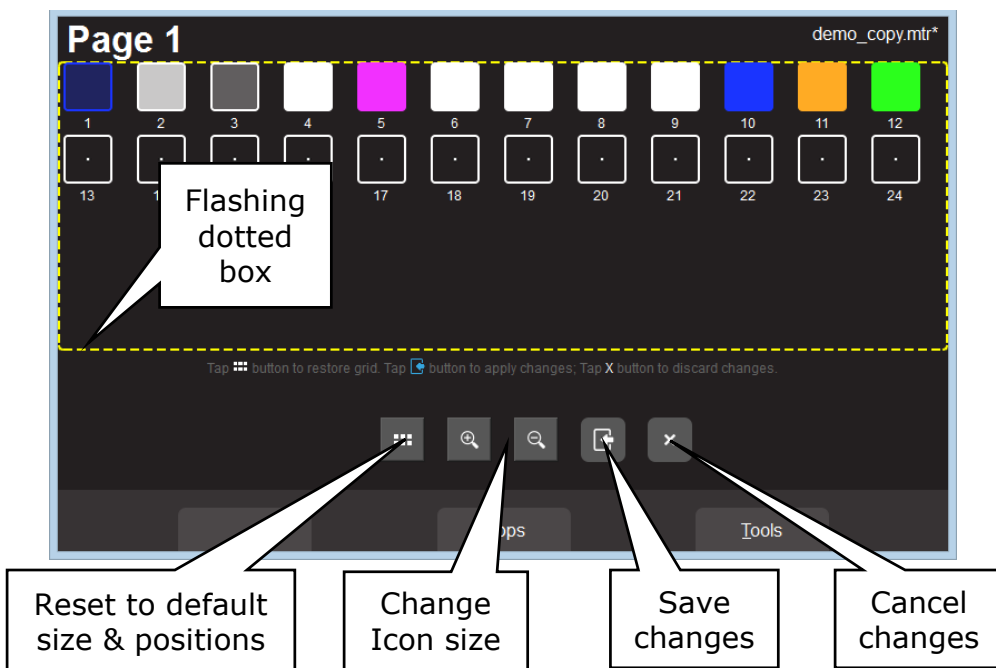 Page 1
demo_copy.mtr*
1 2 3 4 5 6 7 8 9 10 11 12
13 17 18 19 20 21 22 23 24
Flashing
dotted
box
Tap button to restore grid. Tap button to apply changes; Tap X button to discard changes.
Tools
Reset to default
size & positions
Change
Icon size
Save
changes
Cancel
changes